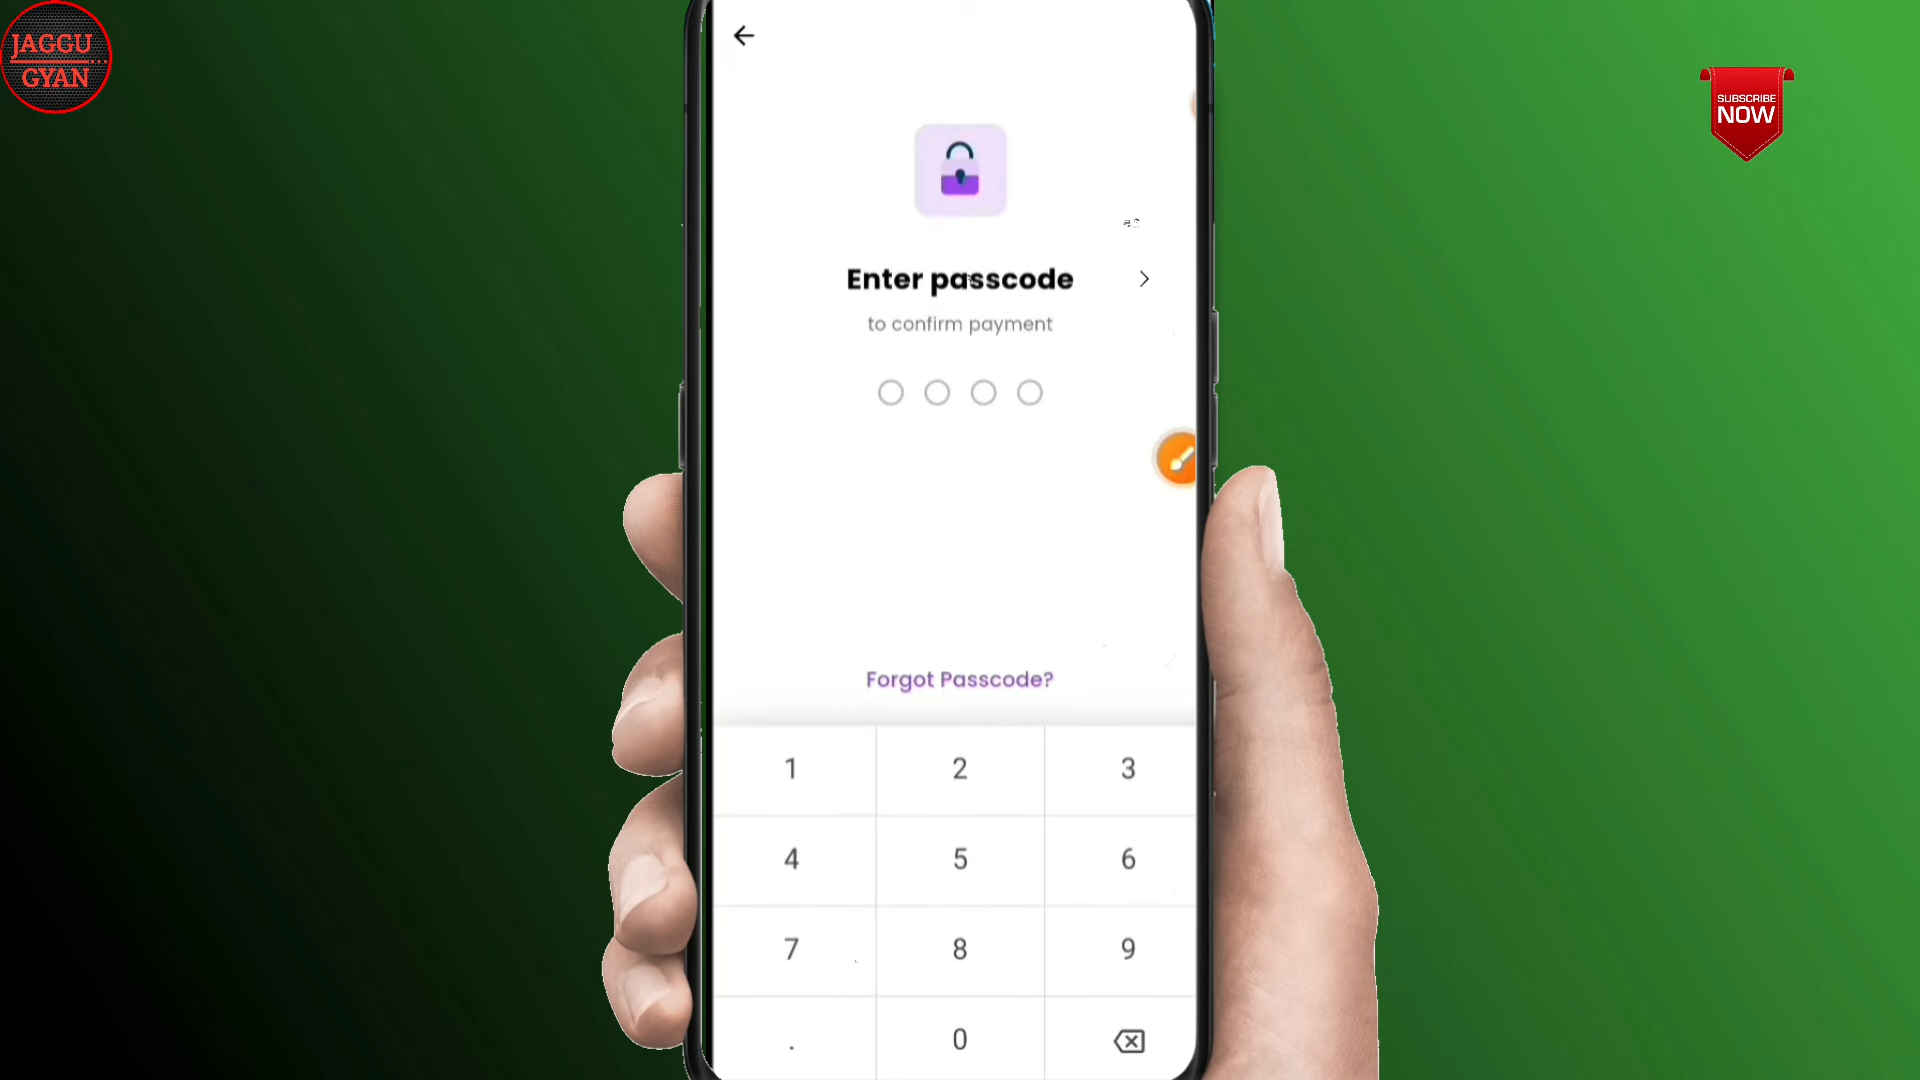 JAGGU
GYAN
SUBSCRIBE
NOW
Enter passcode
to confirm payment
Forgot Passcode?
1 2 3
4 5 6
7 8 9
. 0